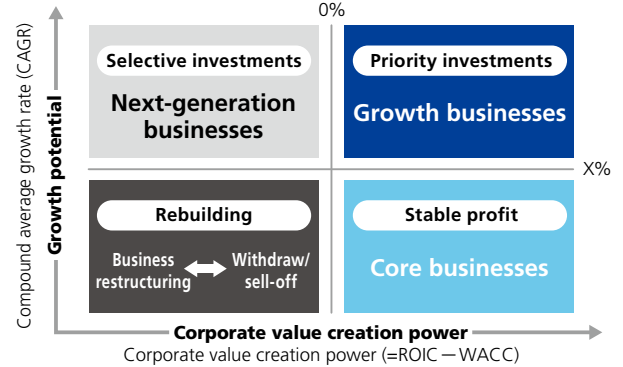 0%
Compound average growth rate (CAGR)
Growth potential
Selective investments
Next-generation
businesses
Priority investments
Growth businesses
X%
Rebuilding
Business
restructuring
Withdraw/
sell-off
Stable profit
Core businesses
Corporate value creation power
Corporate value creation power (=ROIC－WACC)